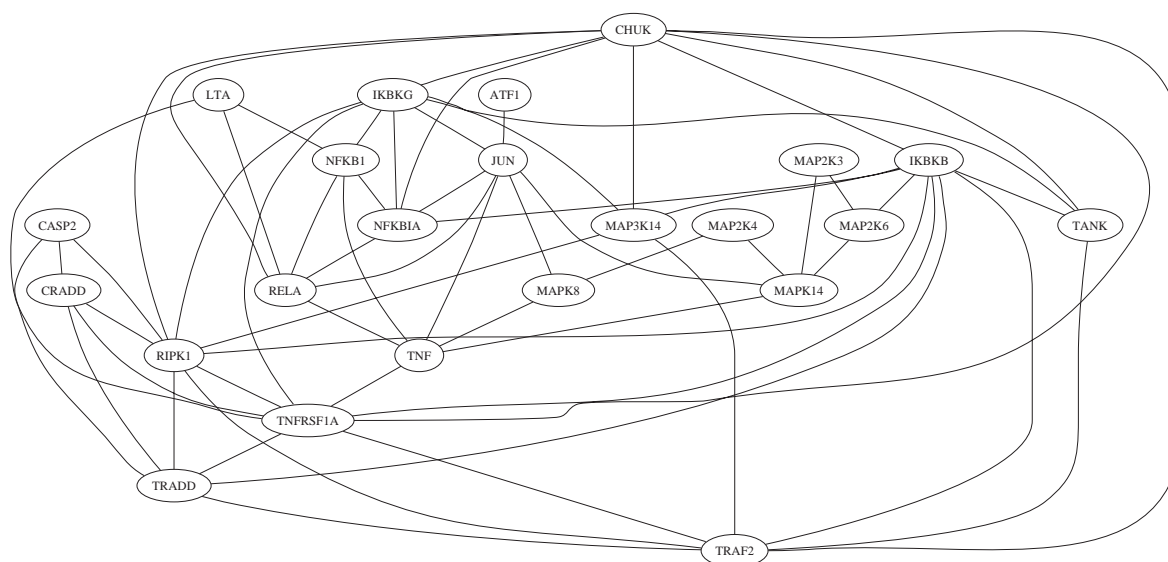 CHUK
LTA IKBKG ATF1
NFKB1 JUN MAP2K3 IKBKB
CASP2 NFKBIA MAP3K14 MAP2K4 MAP2K6 TANK
CRADD RELA MAPK8 MAPK14
RIPK1 TNF
TNFRSF1A
TRADD
TRAF2